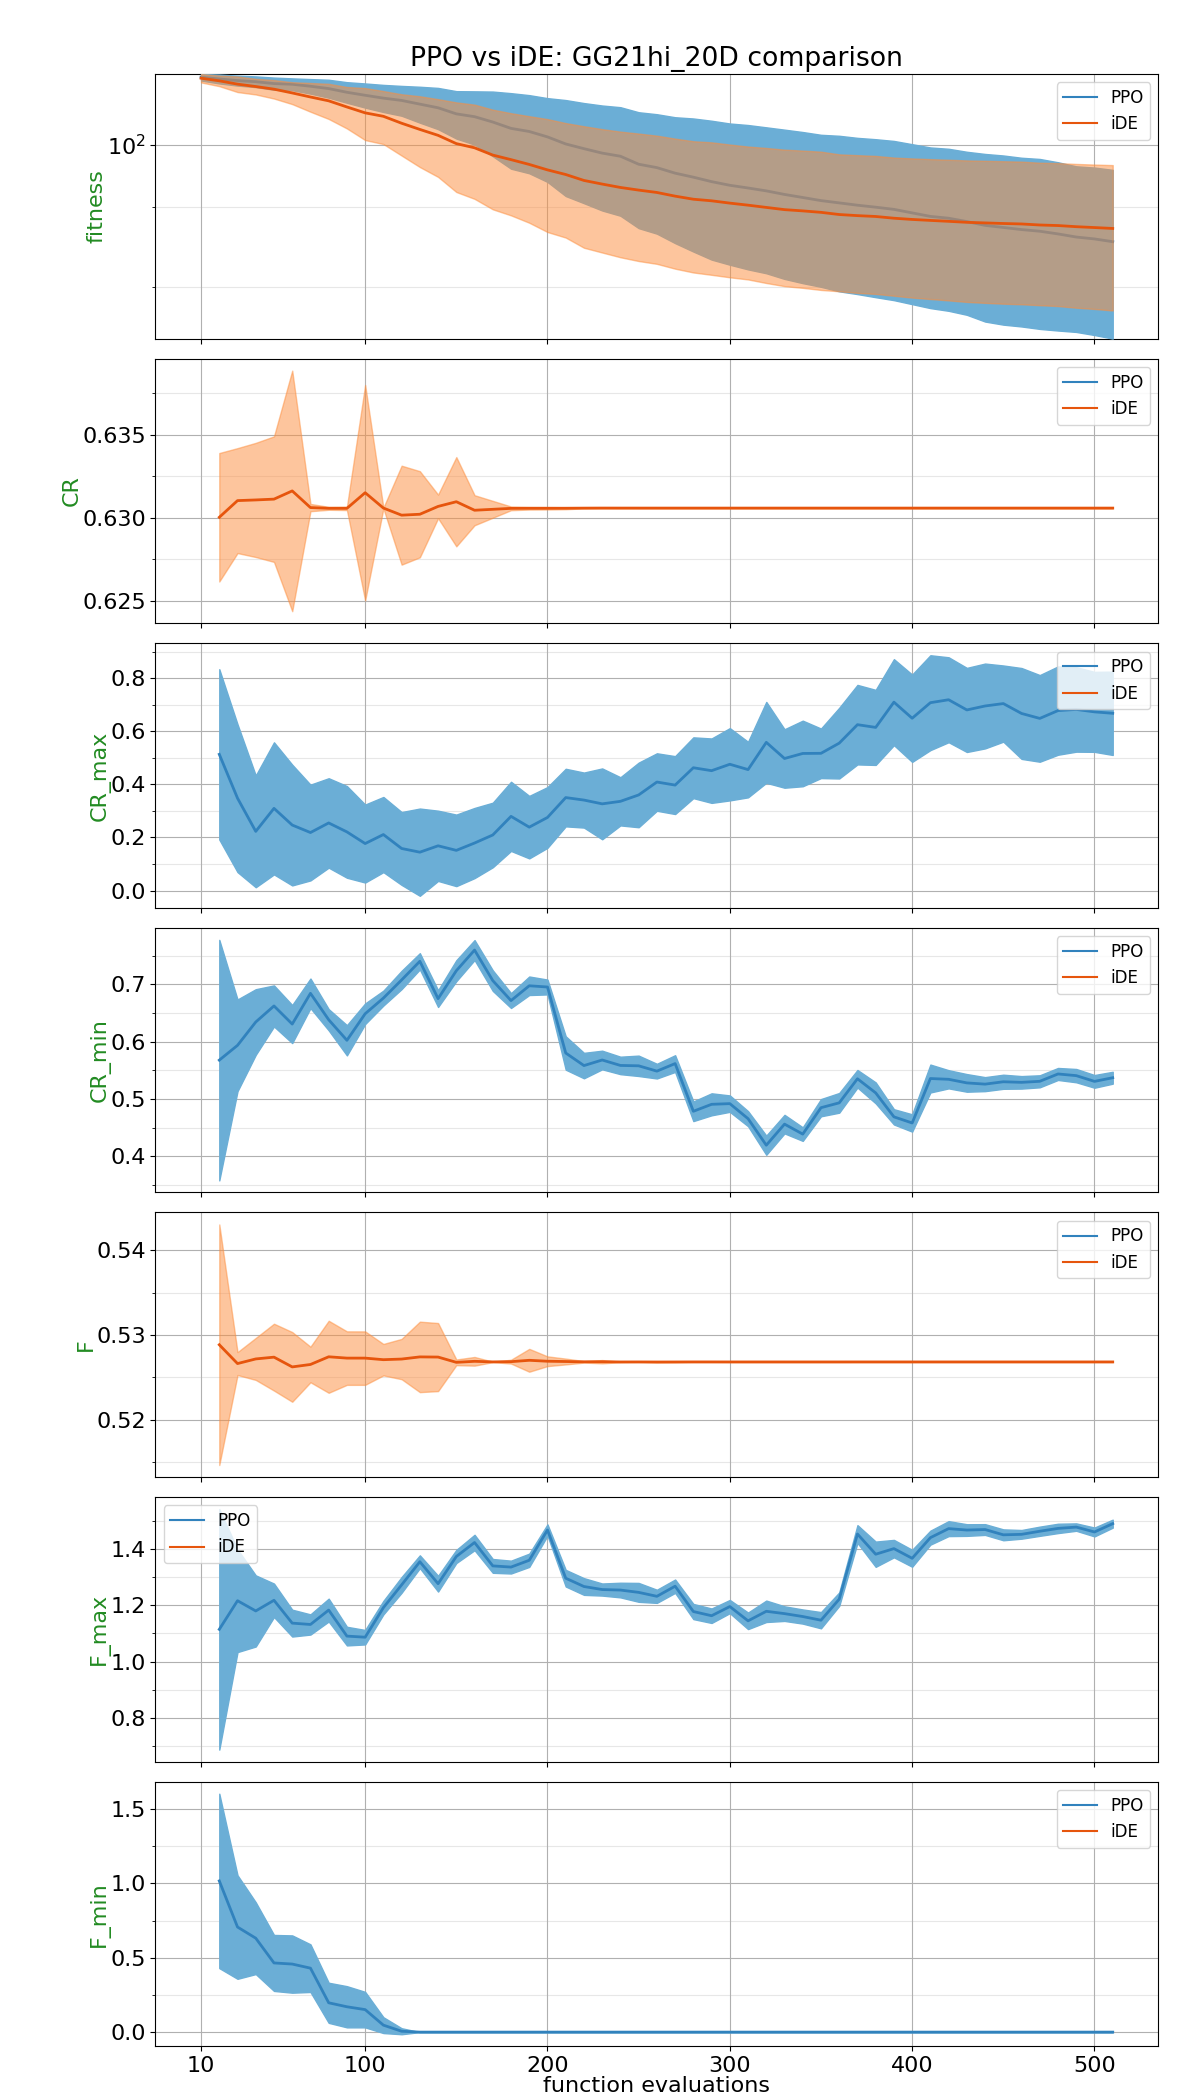 PPO vs iDE: GG21hi_20D comparison
10²
fitness
PPO
iDE
0.635
0.630
0.625
CR
PPO
iDE
0.8
0.6
0.4
0.2
0.0
CR_max
PPO
iDE
0.7
0.6
0.5
0.4
CR_min
PPO
iDE
0.54
0.53
0.52
F
PPO
iDE
1.4
1.2
1.0
0.8
F_max
PPO
iDE
1.5
1.0
0.5
0.0
F_min
PPO
iDE
10 100 200 300 400 500
function evaluations